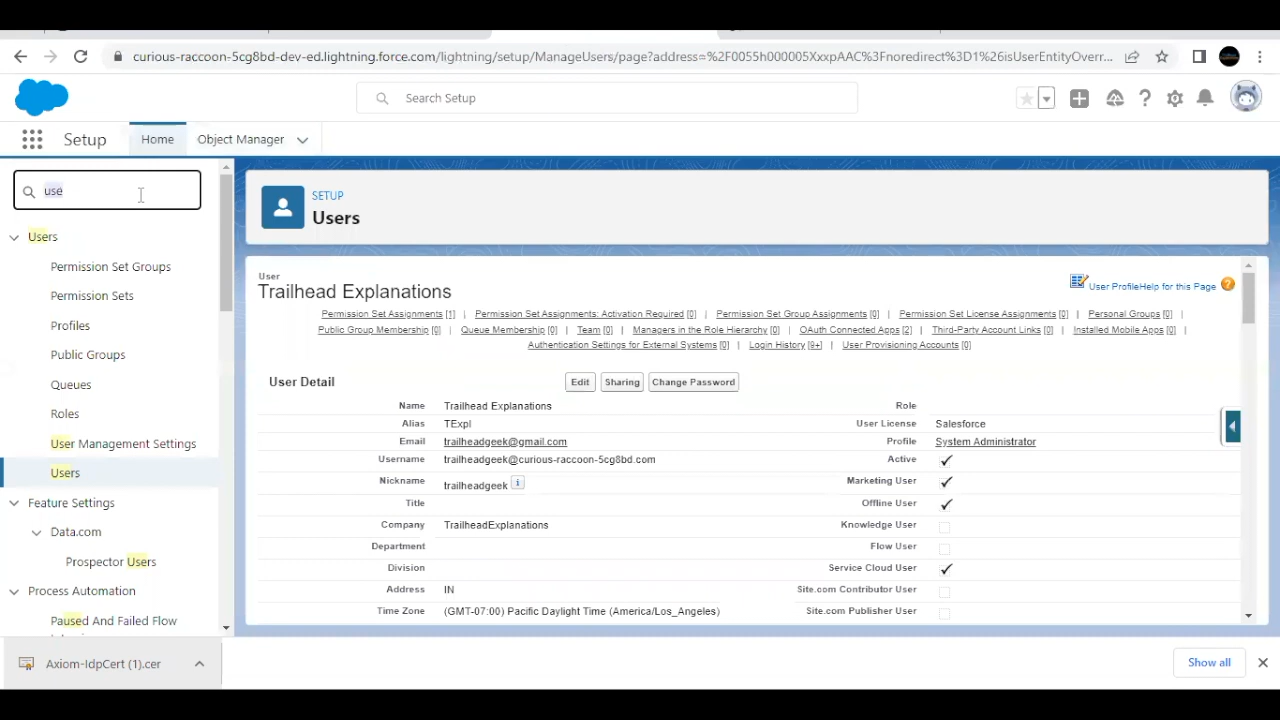 curious-raccoon-5cg8bd-dev-ed.lightning.force.com/lightning/setup/ManageUsers/page?address=%2F0055h000005XxxpAAC%3Fnoredirect%3D1%26isUserEntityOverr...
Search Setup
Setup Home Object Manager
use
Users
Permission Set Groups
Permission Sets
Profiles
Public Groups
Queues
Roles
User Management Settings
Users
Feature Settings
Data.com
Prospector Users
Process Automation
Paused And Failed Flow
SETUP
Users
User
Trailhead Explanations
User Profile Help for this Page
Permission Set Assignments [1] | Permission Set Assignments: Activation Required [0] | Permission Set Group Assignments [0] | Permission Set License Assignments [0] | Personal Groups [0] |
Public Group Membership [0] | Queue Membership [0] | Team [0] | Managers in the Role Hierarchy [0] | OAuth Connected Apps [2] | Third-Party Account Links [0] | Installed Mobile Apps [0] |
Authentication Settings for External Systems [0] | Login History [9+] | User Provisioning Accounts [0]
User Detail Edit Sharing Change Password
Name Trailhead Explanations Role
Alias TExpl User License Salesforce
Email trailheadgeek@gmail.com Profile System Administrator
Username trailheadgeek@curious-raccoon-5cg8bd.com Active
Nickname trailheadgeek i Marketing User
Title Offline User
Company TrailheadExplanations Knowledge User
Department Flow User
Division Service Cloud User
Address IN Site.com Contributor User
Time Zone (GMT-07:00) Pacific Daylight Time (America/Los_Angeles) Site.com Publisher User
Axiom-IdpCert (1).cer Show all